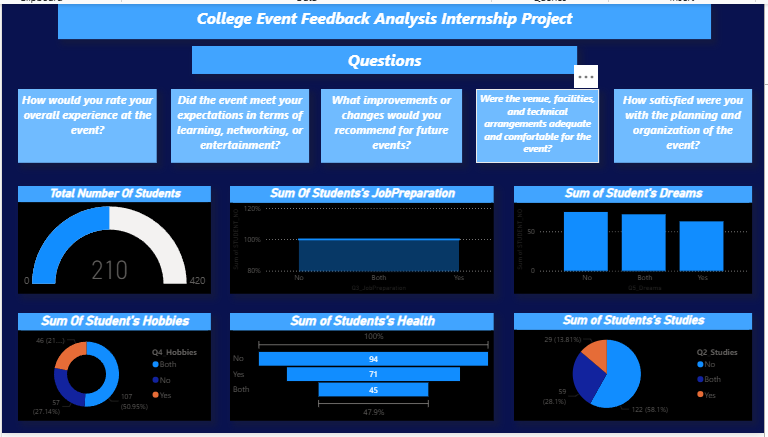 College Event Feedback Analysis Internship Project
Questions
How would you rate your
overall experience at the
event?
Did the event meet your
expectations in terms of
learning, networking, or
entertainment?
What improvements or
changes would you
recommend for future
events?
Were the venue, facilities,
and technical
arrangements adequate
and comfortable for the
event?
How satisfied were you
with the planning and
organization of the
event?
Total Number Of Students
210
0
420
Sum Of Students's JobPreparation
120%
100%
80%
No Both Yes
Q3_JobPreparation
Sum of Student's Dreams
50
0
No Both Yes
Q5_Dreams
Sum Of Student's Hobbies
46 (21...)
57
(27.14%)
107
(50.95%)
Q4 Hobbies
Both
No
Yes
Sum of Students's Health
100%
No 94
Yes 71
Both 45
47.9%
Sum of Students's Studies
29 (13.81%)
59
(28.1%)
122 (58.1%)
Q2 Studies
No
Both
Yes